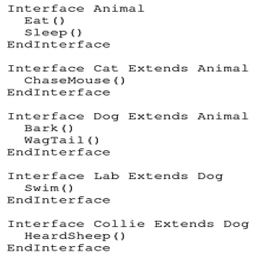 Interface Animal
Eat()
Sleep()
EndInterface
Interface Cat Extends Animal
ChaseMouse()
EndInterface
Interface Dog Extends Animal
Bark()
WagTail()
EndInterface
Interface Lab Extends Dog
Swim()
EndInterface
Interface Collie Extends Dog
HeardSheep()
EndInterface